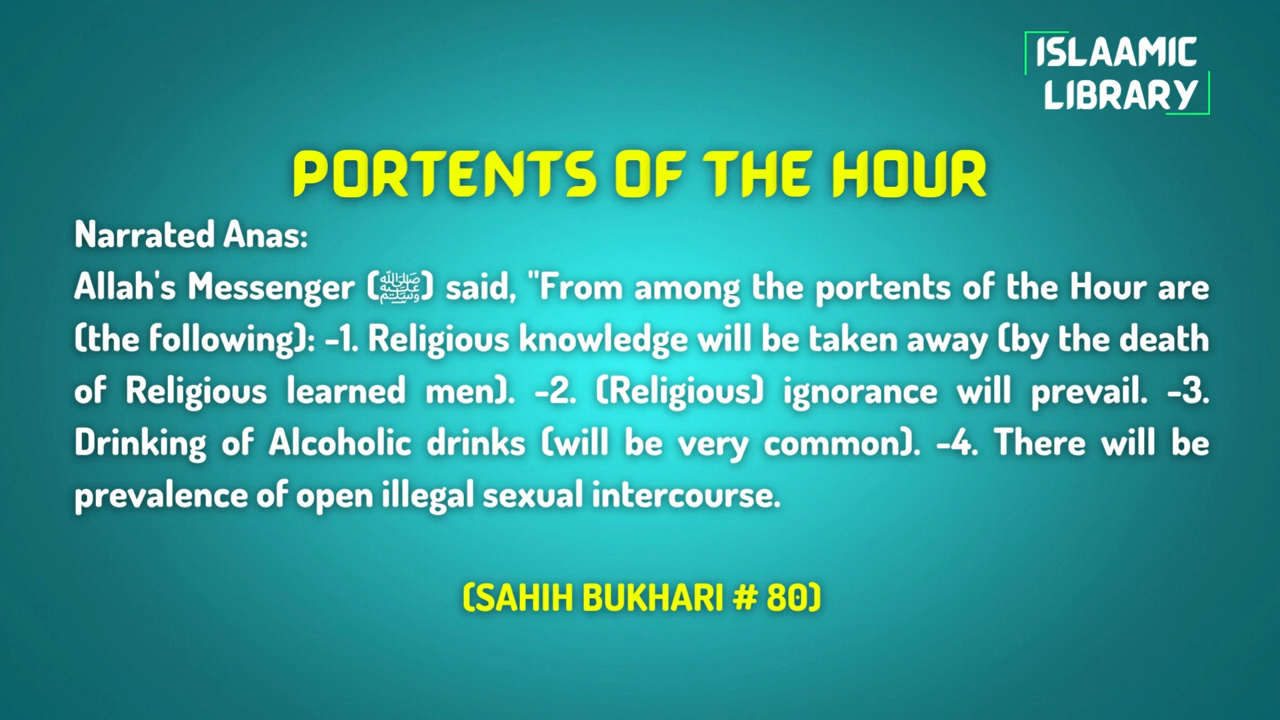 ISLAAMIC
LIBRARY
PORTENTS OF THE HOUR
Narrated Anas:
Allah's Messenger (ﷺ) said, "From among the portents of the Hour are
(the following): -1. Religious knowledge will be taken away (by the death
of Religious learned men). -2. (Religious) ignorance will prevail. -3.
Drinking of Alcoholic drinks (will be very common). -4. There will be
prevalence of open illegal sexual intercourse.
(SAHIH BUKHARI # 80)